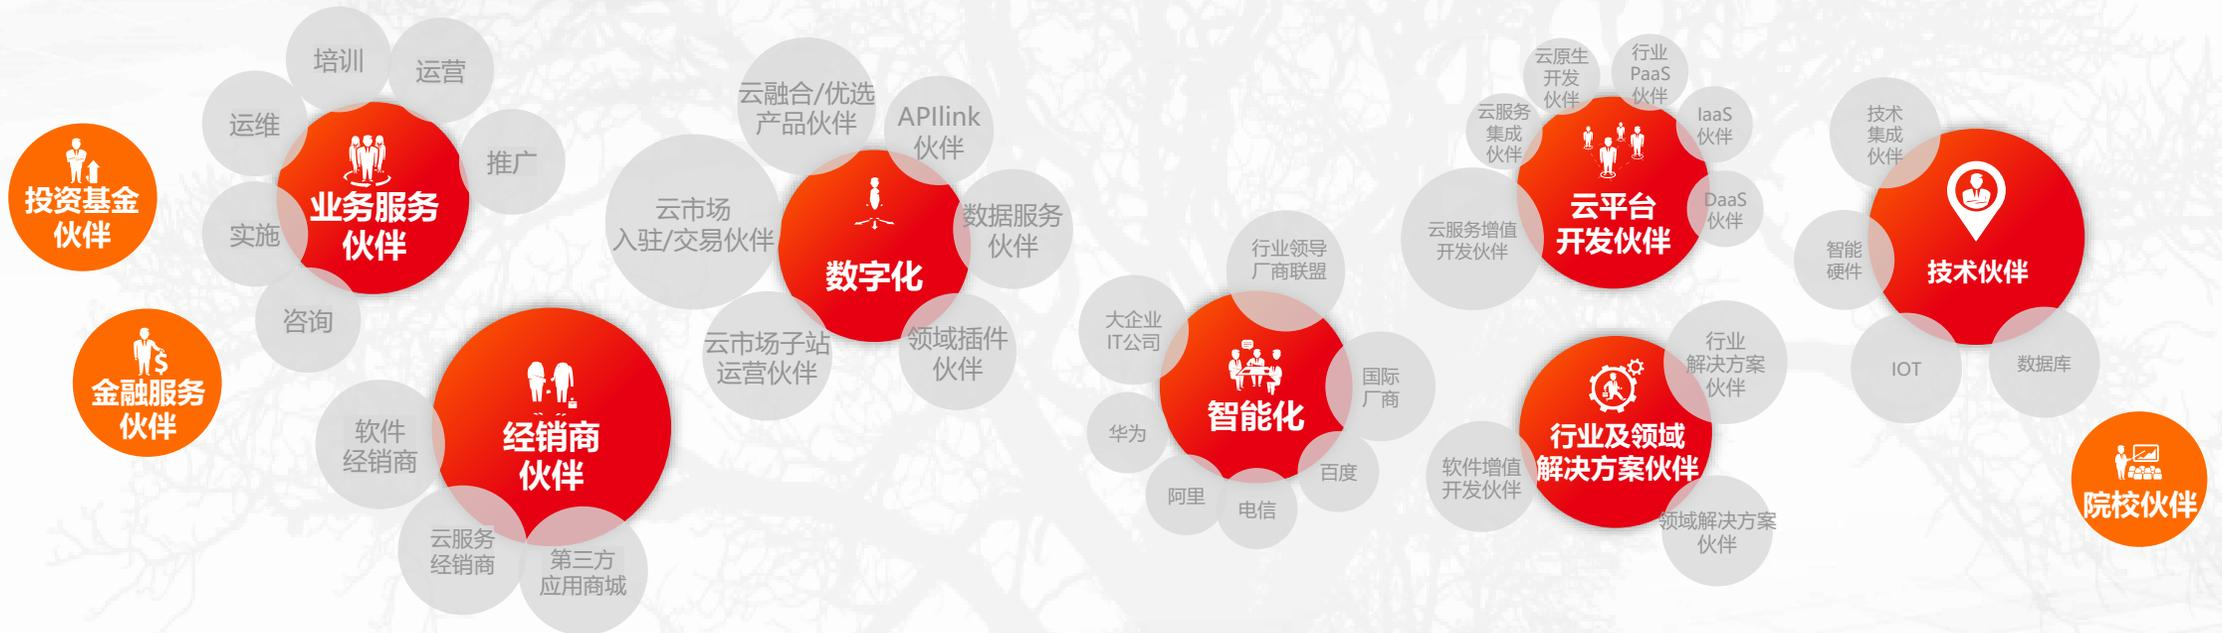 投资基金
伙伴
金融服务
伙伴
培训
运营
运维
推广
实施
咨询
业务服务
伙伴
软件
经销商
云服务
经销商
第三方
应用商城
经销商
伙伴
云融合/优选
产品伙伴
APIlink
伙伴
云市场
入驻/交易伙伴
数据服务
伙伴
云市场子站
运营伙伴
领域插件
伙伴
数字化
行业领导
厂商联盟
大企业
IT公司
国际
厂商
华为
阿里
电信
百度
智能化
云原生
开发
伙伴
行业
PaaS
伙伴
云服务
集成
伙伴
IaaS
伙伴
云服务增值
开发伙伴
DaaS
伙伴
云平台
开发伙伴
行业
解决方案
伙伴
软件增值
开发伙伴
领域解决方案
伙伴
行业及领域
解决方案伙伴
技术
集成
伙伴
智能
硬件
IOT
数据库
技术伙伴
院校伙伴